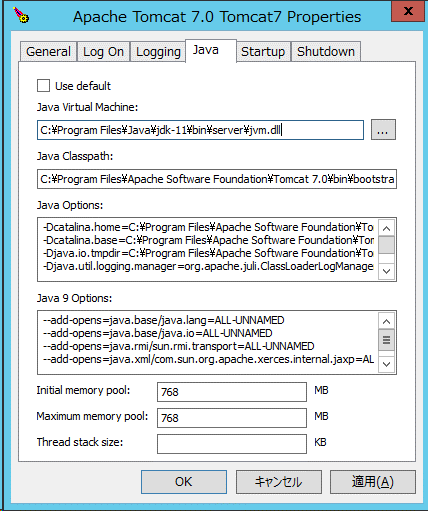 Apache Tomcat 7.0 Tomcat7 Properties
x
General Log On Logging Java Startup Shutdown
Use default
Java Virtual Machine:
C:¥Program Files¥Java¥jdk-11¥bin¥server¥jvm.dll
...
Java Classpath:
C:¥Program Files¥Apache Software Foundation¥Tomcat 7.0¥bin¥bootstra
Java Options:
-Dcatalina.home=C:¥Program Files¥Apache Software Foundation¥Tor
-Dcatalina.base=C:¥Program Files¥Apache Software Foundation¥Tom
-Djava.io.tmpdir=C:¥Program Files¥Apache Software Foundation¥To
-Djava.util.logging.manager=org.apache.juli.ClassLoaderLogManage
Java 9 Options:
--add-opens=java.base/java.lang=ALL-UNNAMED
--add-opens=java.base/java.io=ALL-UNNAMED
--add-opens=java.rmi/sun.rmi.transport=ALL-UNNAMED
--add-opens=java.xml/com.sun.org.apache.xerces.internal.jaxp=AL
Initial memory pool: 768 MB
Maximum memory pool: 768 MB
Thread stack size: KB
OK キャンセル 適用(A)